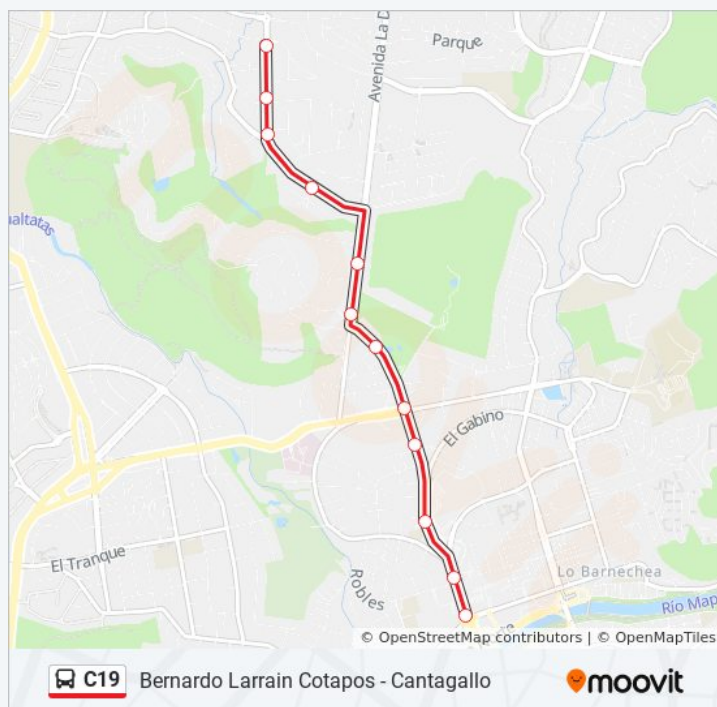 Parque
Avenida La D
ualtatas
El Gabino
El Tranque
Robles
Lo Barnechea
Río Map
© OpenStreetMap contributors | © OpenMapTiles
C19 Bernardo Larrain Cotapos - Cantagallo moovit